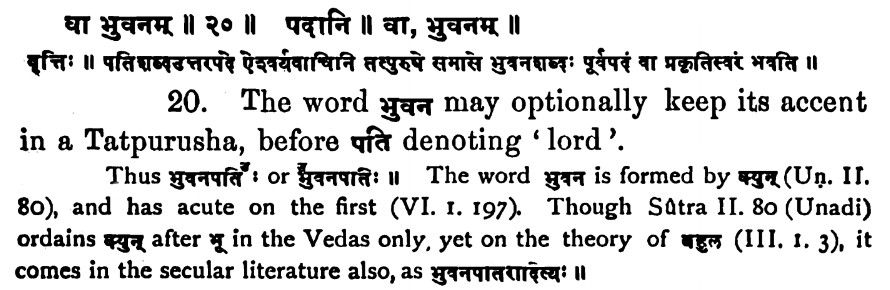 वा भुवनम् ॥ २० ॥ पदानि ॥ वा, भुवनम् ॥
वृत्तिः ॥ पतिशब्दउत्तरपदे ऐश्वर्यवाचिनि तत्पुरुषे समासे भुवनशब्दः पूर्वपदं वा प्रकृतिस्वरं भवति ॥
20. The word भुवन may optionally keep its accent
in a Tatpurusha, before पति denoting ‘lord’.
Thus भुवनपतिः or भुवनपतिः ॥ The word भुवन is formed by क्युन् (Uṇ. II.
80), and has acute on the first (VI. 1. 197). Though Sûtra II. 80 (Unadi)
ordains क्युन् after भू in the Vedas only, yet on the theory of बहुल (III. 1. 3), it
comes in the secular literature also, as